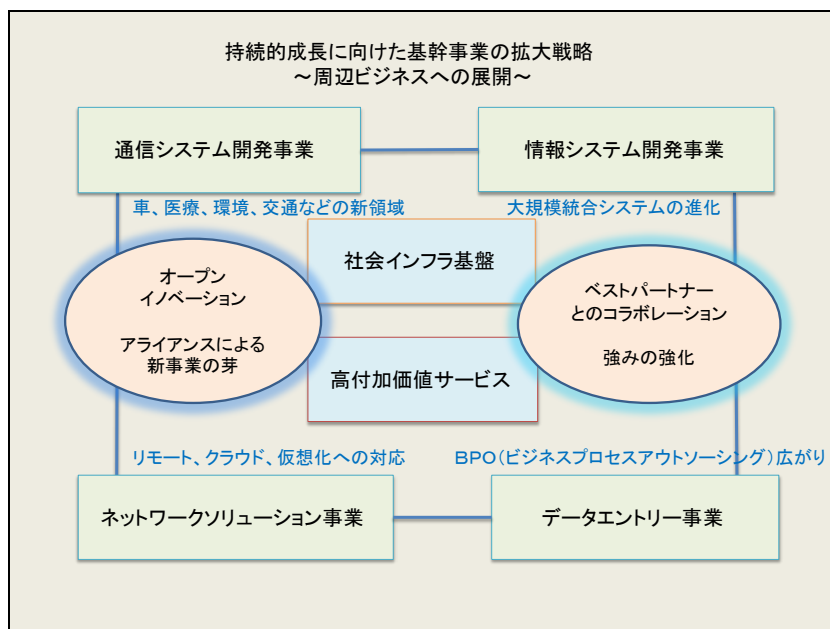 持続的成長に向けた基幹事業の拡大戦略
～周辺ビジネスへの展開～
通信システム開発事業
情報システム開発事業
車、医療、環境、交通などの新領域
大規模統合システムの進化
社会インフラ基盤
オープン
イノベーション
アライアンスによる
新事業の芽
ベストパートナー
とのコラボレーション
強みの強化
高付加価値サービス
リモート、クラウド、仮想化への対応
ＢＰＯ(ビジネスプロセスアウトソーシング)広がり
ネットワークソリューション事業
データエントリー事業